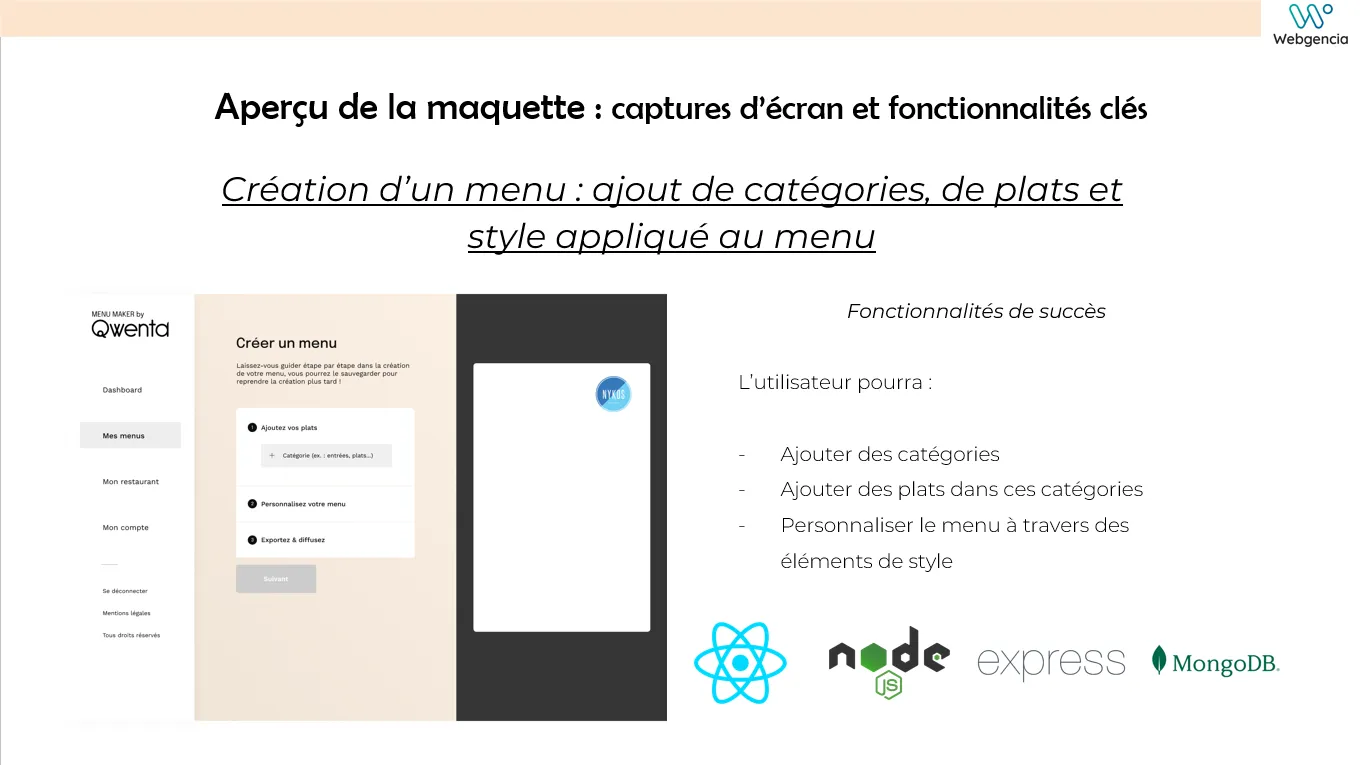 Webgencia
Aperçu de la maquette : captures d’écran et fonctionnalités clés
Création d’un menu : ajout de catégories, de plats et
style appliqué au menu
MENU MAKER by
Qwenta
Dashboard
Mes menus
Mon restaurant
Mon compte
Se déconnecter
Mentions légales
Tous droits réservés
Créer un menu
Laissez-vous guider étape par étape dans la création
de votre menu, vous pourrez le sauvegarder pour
reprendre la création plus tard !
1 Ajoutez vos plats
+ Catégorie (ex. : entrées, plats...)
2 Personnalisez votre menu
3 Exportez & diffusez
Suivant
NYKOS
Fonctionnalités de succès
L’utilisateur pourra :
- Ajouter des catégories
- Ajouter des plats dans ces catégories
- Personnaliser le menu à travers des
éléments de style
node
JS
express
MongoDB.